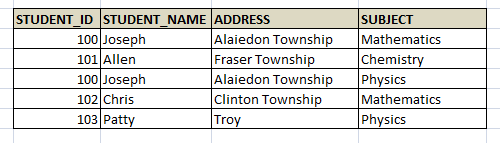 STUDENT_ID STUDENT_NAME ADDRESS SUBJECT
100 Joseph Alaiedon Township Mathematics
101 Allen Fraser Township Chemistry
100 Joseph Alaiedon Township Physics
102 Chris Clinton Township Mathematics
103 Patty Troy Physics